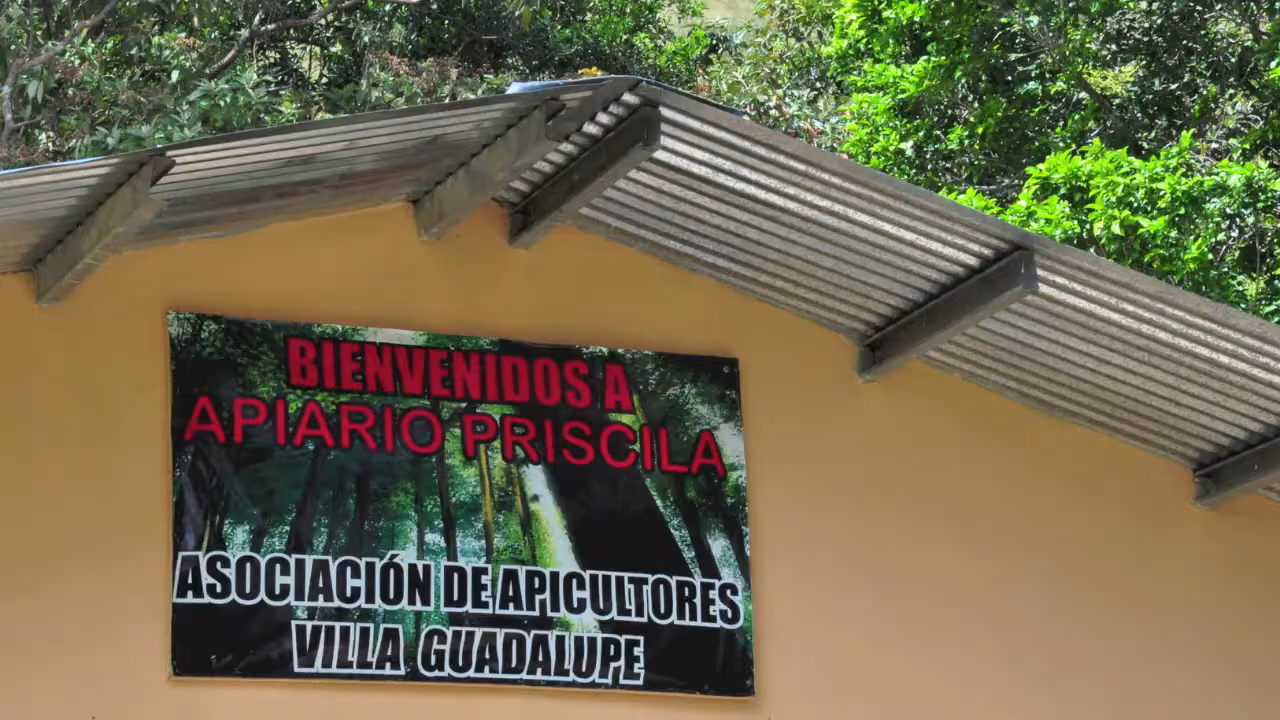 BIENVENIDOS A
APIARIO PRISCILA
ASOCIACIÓN DE APICULTORES
VILLA GUADALUPE